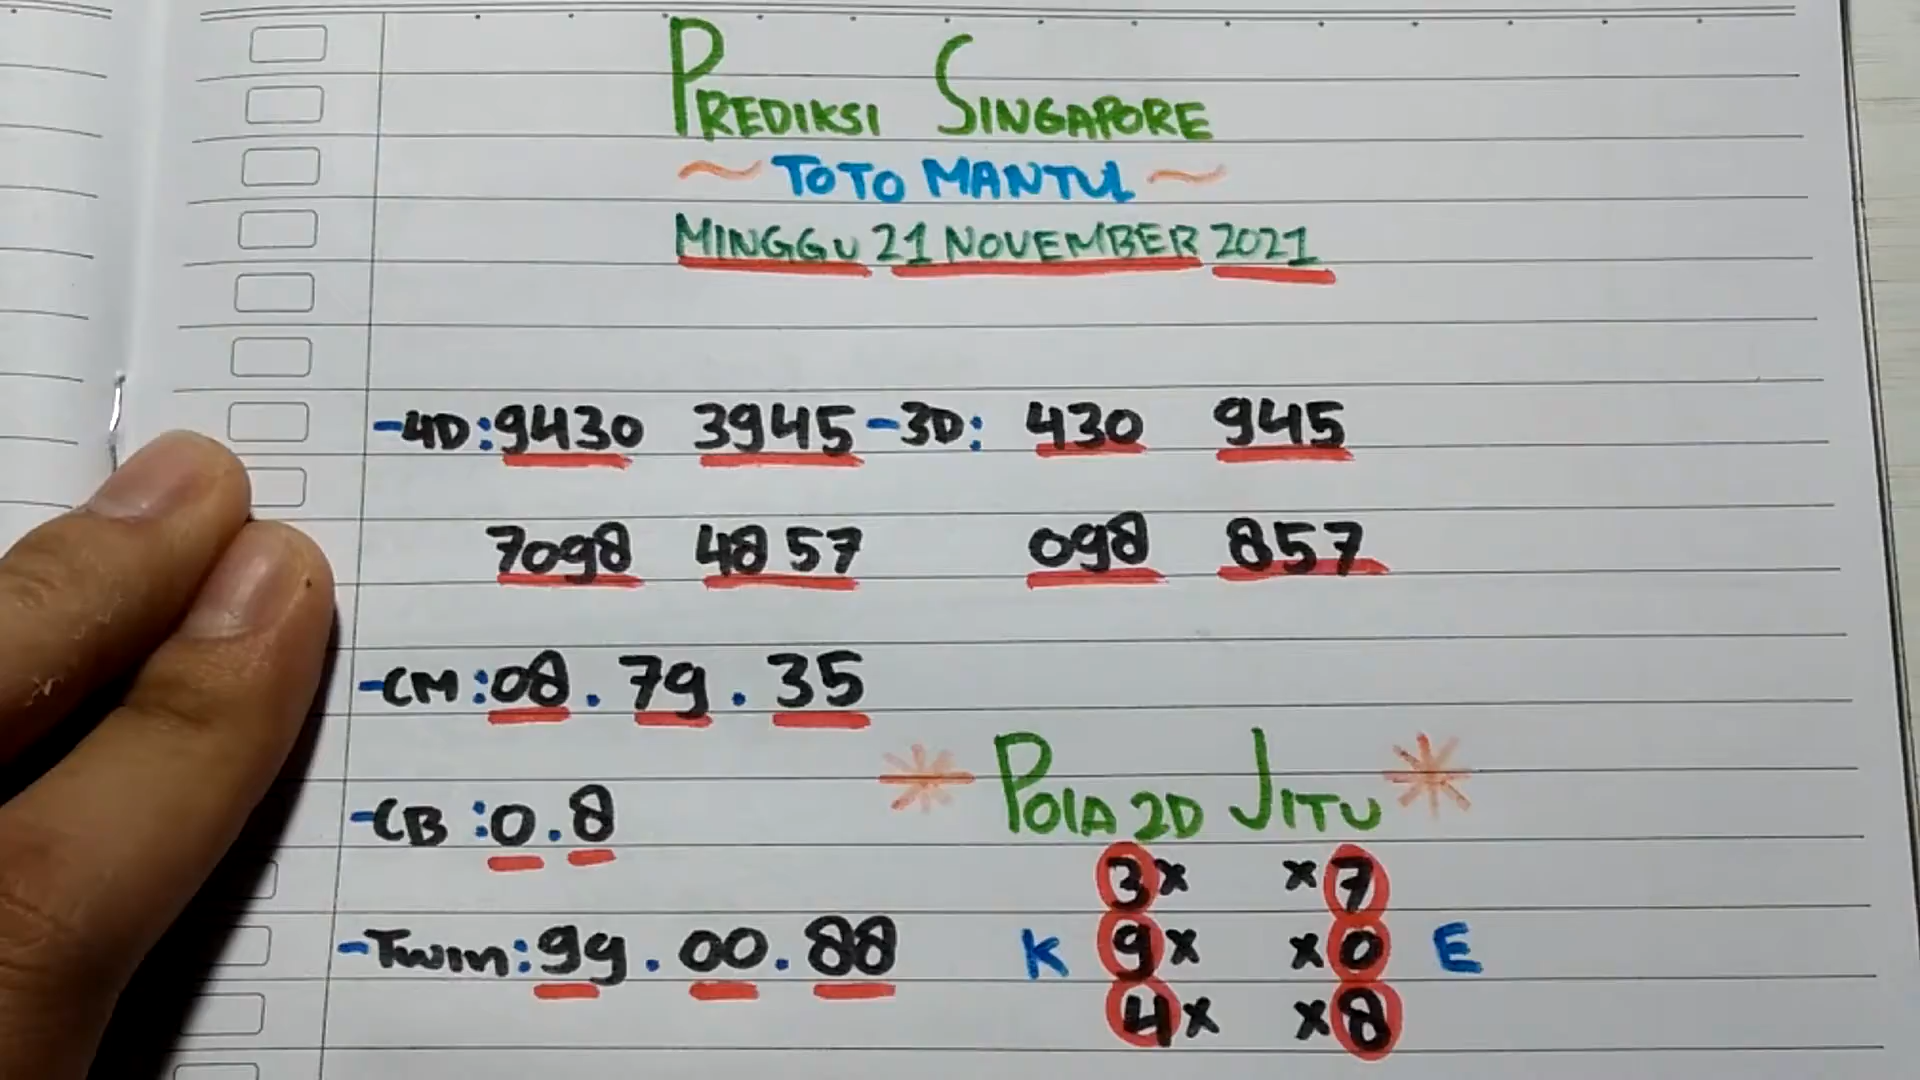 PREDIKSI SINGAPORE
~ TOTO MANTUL ~
MINGGU 21 NOVEMBER 2021
-4D: 9430 3945 -3D: 430 945
7098 4857 098 857
-CM: 08. 79. 35
-CB: 0.8
-Twin: 99. 00. 88
POlA 2D JITU
3x x7
K 9x x0 E
4x x8